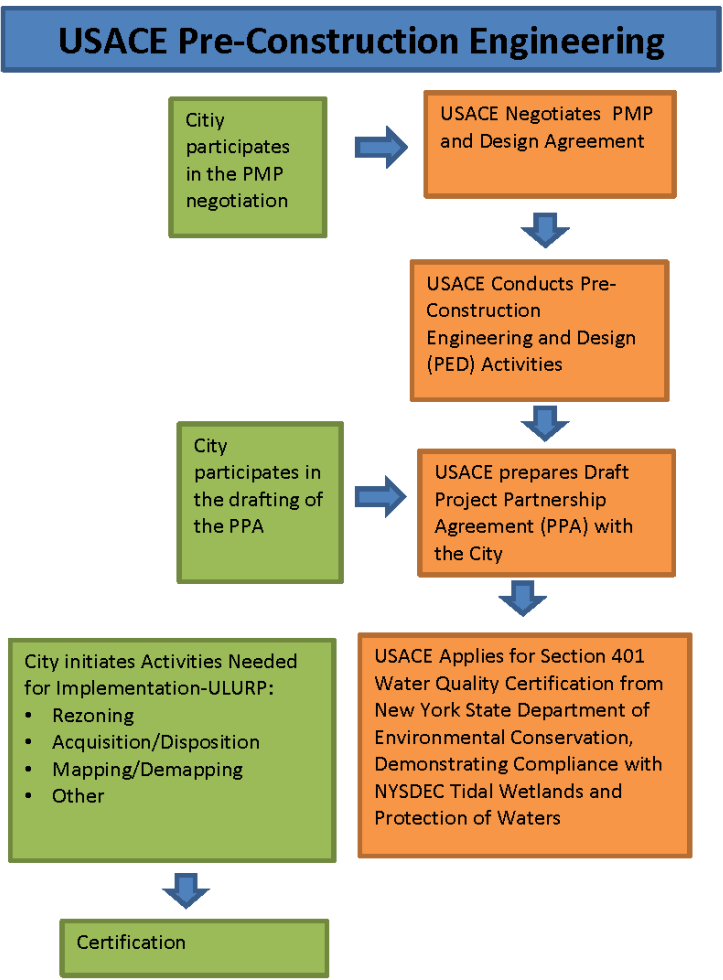 USACE Pre-Construction Engineering
Citiy
participates
in the PMP
negotiation
USACE Negotiates PMP
and Design Agreement
USACE Conducts Pre-
Construction
Engineering and Design
(PED) Activities
City
participates in
the drafting of
the PPA
USACE prepares Draft
Project Partnership
Agreement (PPA) with
the City
City initiates Activities Needed
for Implementation-ULURP:
• Rezoning
• Acquisition/Disposition
• Mapping/Demapping
• Other
USACE Applies for Section 401
Water Quality Certification from
New York State Department of
Environmental Conservation,
Demonstrating Compliance with
NYSDEC Tidal Wetlands and
Protection of Waters
Certification